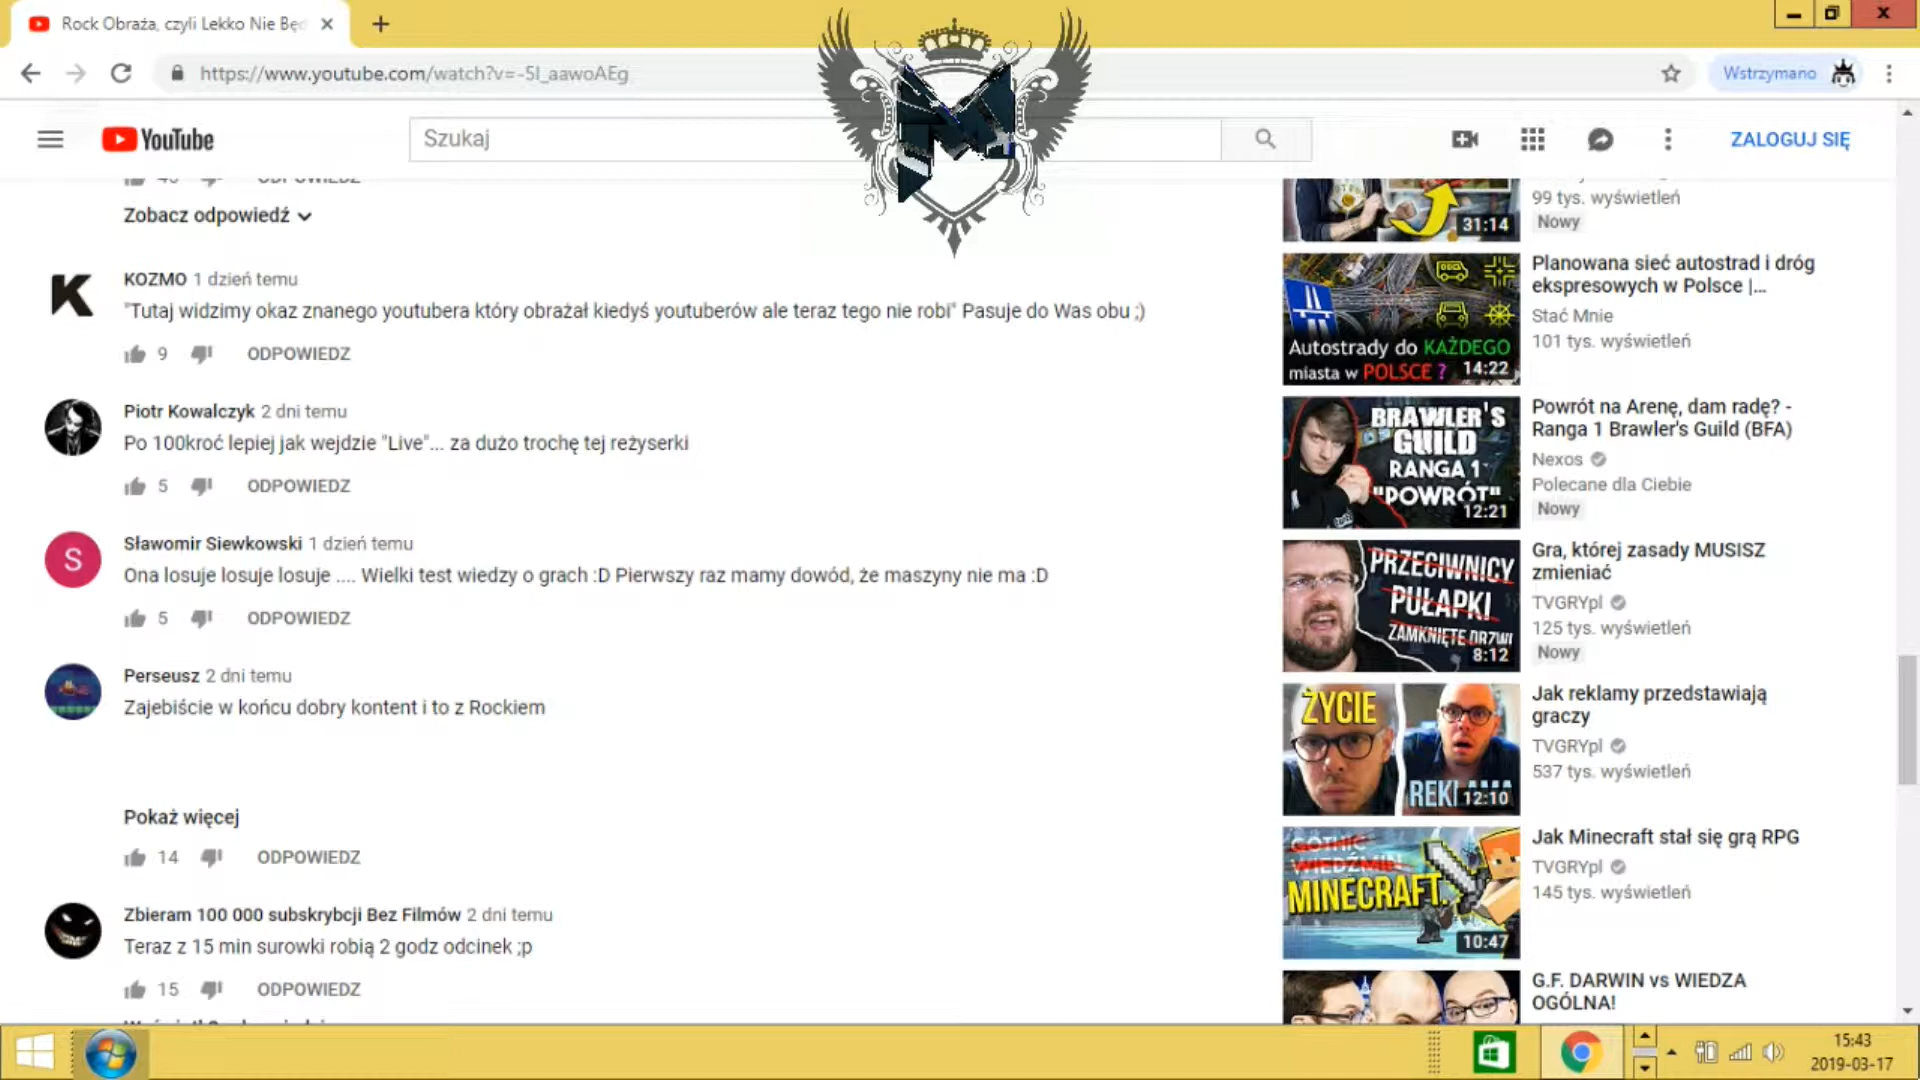 Rock Obraża, czyli Lekko Nie Będ
https://www.youtube.com/watch?v=-5l_aawoAEg
Wstrzymano
YouTube
Szukaj
ZALOGUJ SIĘ
ODPOWIEDZ
Zobacz odpowiedź
KOZMO 1 dzień temu
"Tutaj widzimy okaz znanego youtubera który obrażał kiedyś youtuberów ale teraz tego nie robi" Pasuje do Was obu ;)
9 ODPOWIEDZ
Piotr Kowalczyk 2 dni temu
Po 100kroć lepiej jak wejdzie "Live"... za dużo trochę tej reżyserki
5 ODPOWIEDZ
S
Sławomir Siewkowski 1 dzień temu
Ona losuje losuje losuje .... Wielki test wiedzy o grach :D Pierwszy raz mamy dowód, że maszyny nie ma :D
5 ODPOWIEDZ
Perseusz 2 dni temu
Zajebiście w końcu dobry kontent i to z Rockiem
Pokaż więcej
14 ODPOWIEDZ
Zbieram 100 000 subskrybcji Bez Filmów 2 dni temu
Teraz z 15 min surowki robią 2 godz odcinek ;p
15 ODPOWIEDZ
31:14
99 tys. wyświetleń
Nowy
Autostrady do KAŻDEGO
miasta w POLSCE ? 14:22
Planowana sieć autostrad i dróg
ekspresowych w Polsce |...
Stać Mnie
101 tys. wyświetleń
BRAWLER'S
GUILD
RANGA 1
"POWRÓT"
12:21
Powrót na Arenę, dam radę? -
Ranga 1 Brawler's Guild (BFA)
Nexos
Polecane dla Ciebie
Nowy
PRZECIWNICY
PUŁAPKI
ZAMKNIĘTE DRZWI
8:12
Gra, której zasady MUSISZ
zmieniać
TVGRYpl
125 tys. wyświetleń
Nowy
ŻYCIE
REKLAMA
12:10
Jak reklamy przedstawiają
graczy
TVGRYpl
537 tys. wyświetleń
GOTHIC
WIEDŹMIN
MINECRAFT
10:47
Jak Minecraft stał się grą RPG
TVGRYpl
145 tys. wyświetleń
G.F. DARWIN vs WIEDZA
OGÓLNA!
15:43
2019-03-17